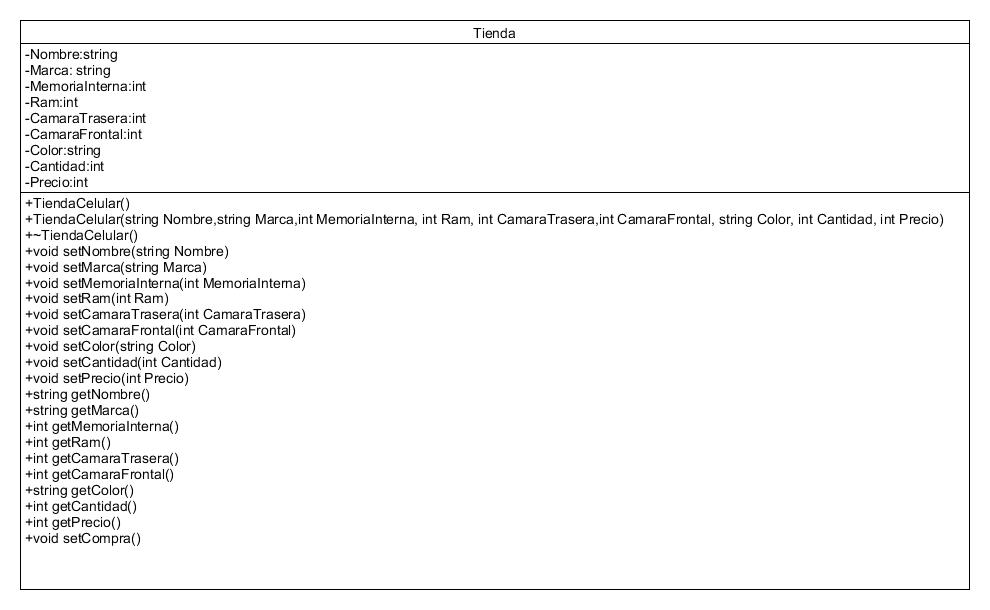 Tienda
-Nombre:string
-Marca: string
-MemoriaInterna:int
-Ram:int
-CamaraTrasera:int
-CamaraFrontal:int
-Color:string
-Cantidad:int
-Precio:int
+TiendaCelular()
+TiendaCelular(string Nombre,string Marca,int MemoriaInterna, int Ram, int CamaraTrasera,int CamaraFrontal, string Color, int Cantidad, int Precio)
+~TiendaCelular()
+void setNombre(string Nombre)
+void setMarca(string Marca)
+void setMemoriaInterna(int MemoriaInterna)
+void setRam(int Ram)
+void setCamaraTrasera(int CamaraTrasera)
+void setCamaraFrontal(int CamaraFrontal)
+void setColor(string Color)
+void setCantidad(int Cantidad)
+void setPrecio(int Precio)
+string getNombre()
+string getMarca()
+int getMemoriaInterna()
+int getRam()
+int getCamaraTrasera()
+int getCamaraFrontal()
+string getColor()
+int getCantidad()
+int getPrecio()
+void setCompra()